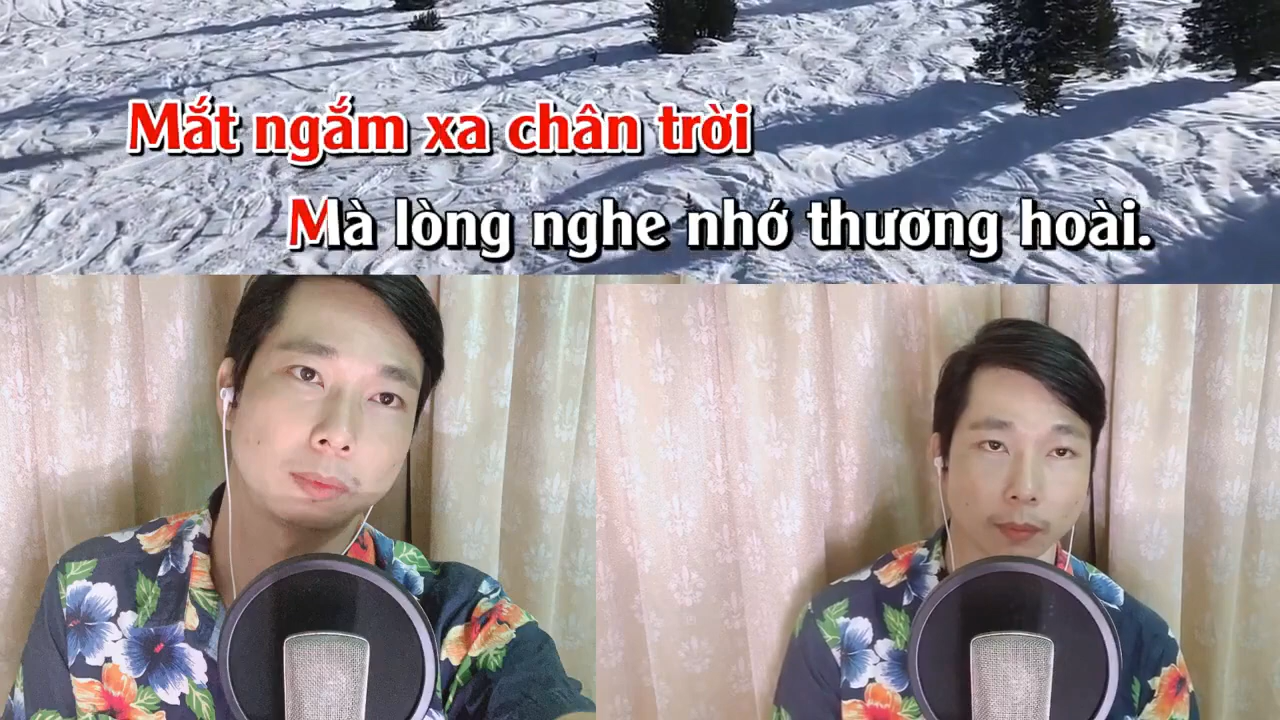 Mắt ngắm xa chân trời
Mà lòng nghe nhớ thương hoài.